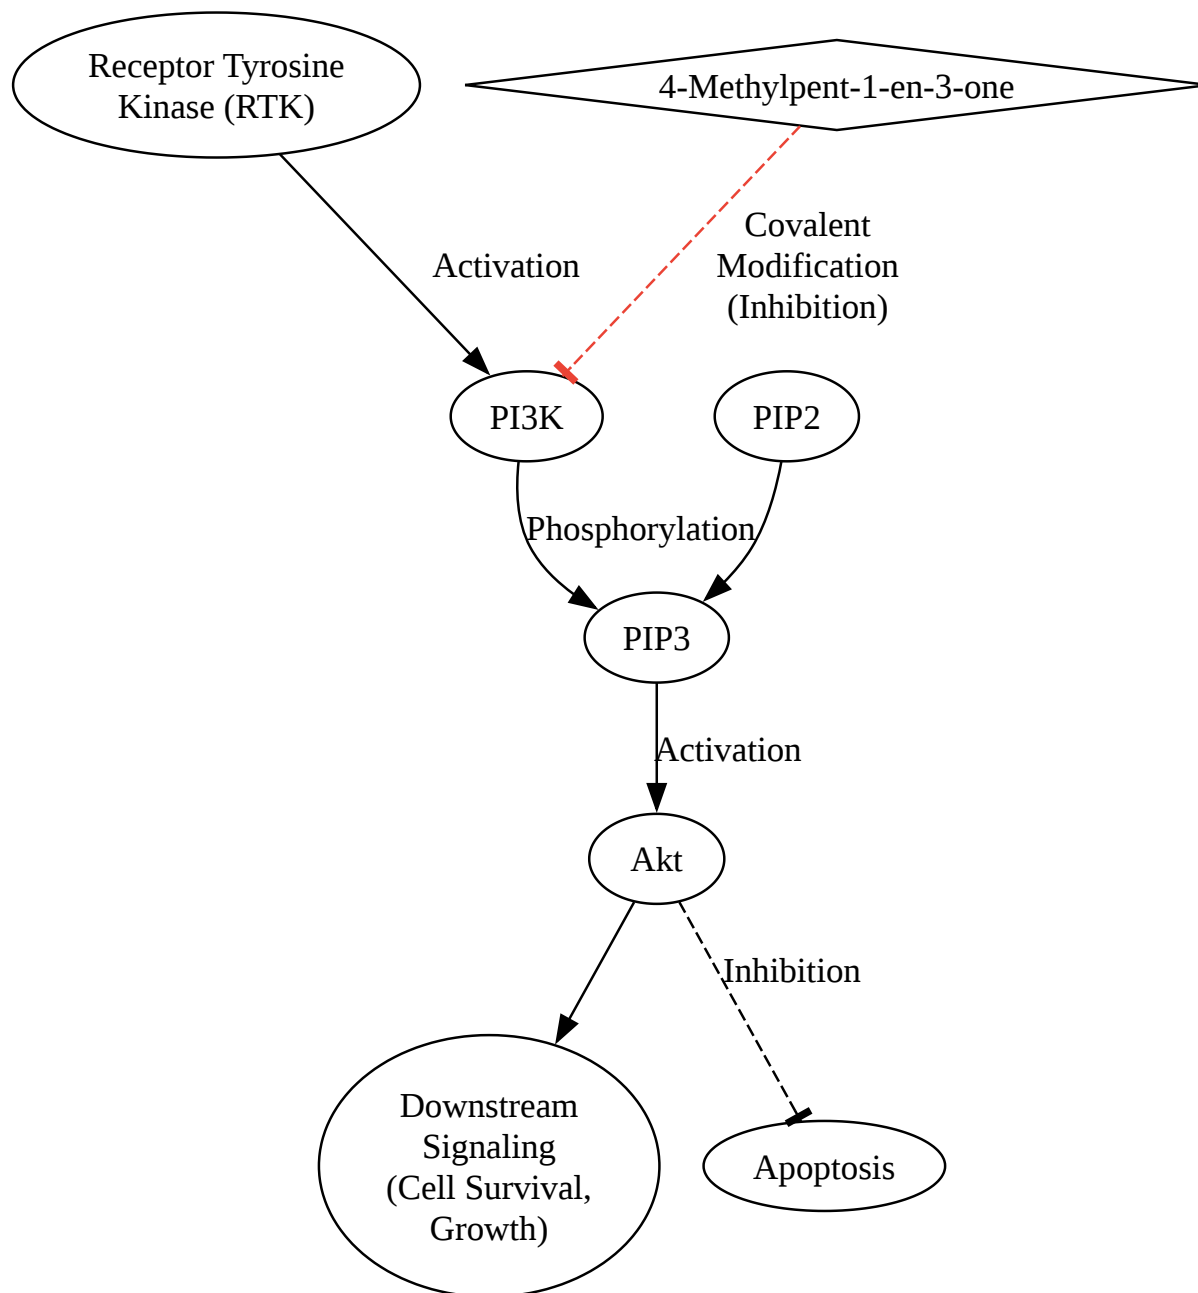 Receptor Tyrosine
Kinase (RTK)
4-Methylpent-1-en-3-one
Activation
Covalent
Modification
(Inhibition)
PI3K
PIP2
Phosphorylation
PIP3
Activation
Akt
Inhibition
Downstream
Signaling
(Cell Survival,
Growth)
Apoptosis